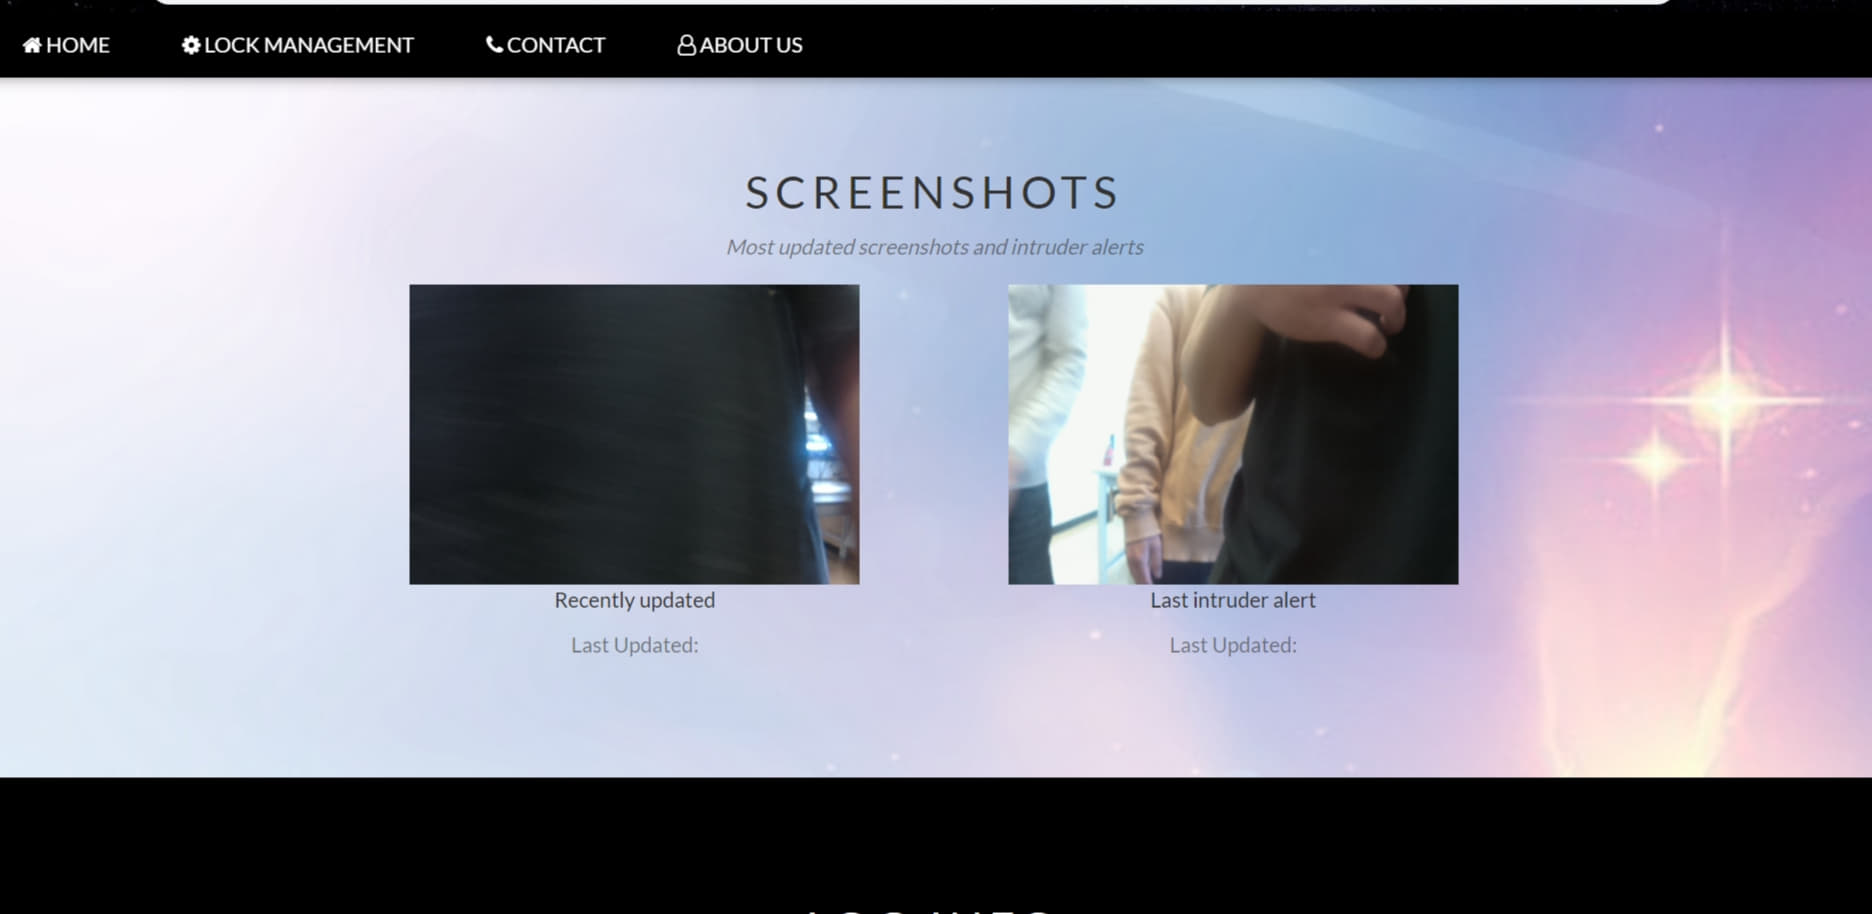 HOME LOCK MANAGEMENT CONTACT ABOUT US
SCREENSHOTS
Most updated screenshots and intruder alerts
Recently updated
Last intruder alert
Last Updated:
Last Updated: